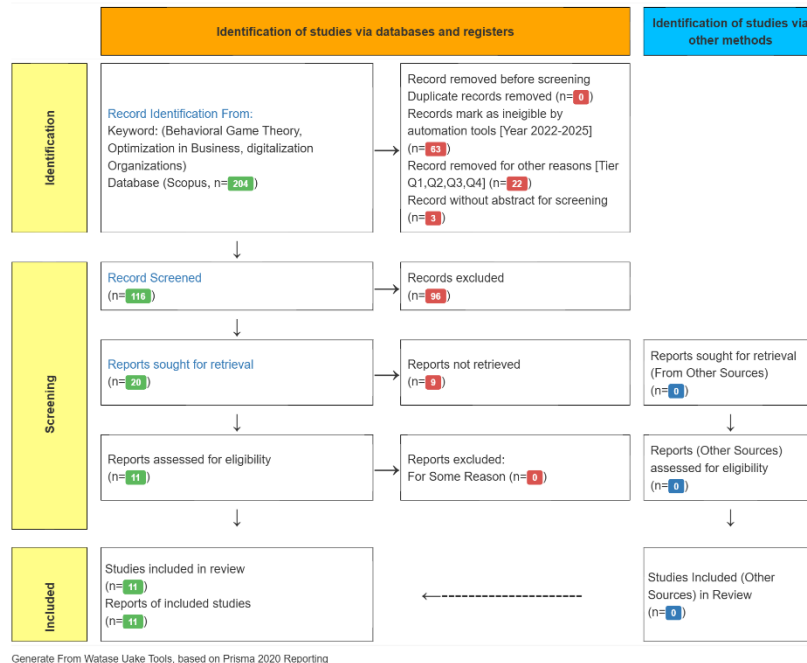 Identification of studies via databases and registers
Identification of studies via
other methods
Identification
Record Identification From:
Keyword: (Behavioral Game Theory,
Optimization in Business, digitalization
Organizations)
Database (Scopus, n=204)
Record removed before screening
Duplicate records removed (n=0)
Records mark as ineigible by
automation tools [Year 2022-2025]
(n=63)
Record removed for other reasons [Tier
Q1,Q2,Q3,Q4] (n=22)
Record without abstract for screening
(n=3)
Screening
Record Screened
(n=116)
Records excluded
(n=96)
Reports sought for retrieval
(n=20)
Reports not retrieved
(n=9)
Reports sought for retrieval
(From Other Sources)
(n=0)
Reports assessed for eligibility
(n=11)
Reports excluded:
For Some Reason (n=0)
Reports (Other Sources)
assessed for eligibility
(n=0)
Included
Studies included in review
(n=11)
Reports of included studies
(n=11)
Studies Included (Other
Sources) in Review
(n=0)
Generate From Watase Uake Tools, based on Prisma 2020 Reporting